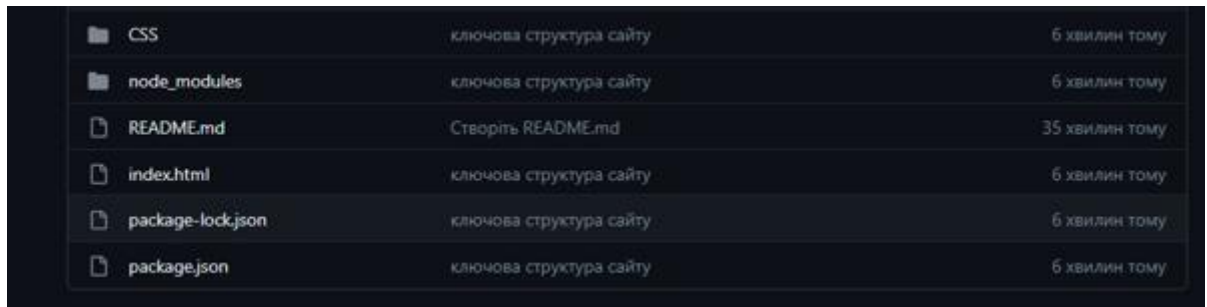 CSS ключова структура сайту 6 хвилин тому
node_modules ключова структура сайту 6 хвилин тому
README.md Створіть README.md 35 хвилин тому
index.html ключова структура сайту 6 хвилин тому
package-lock.json ключова структура сайту 6 хвилин тому
package.json ключова структура сайту 6 хвилин тому